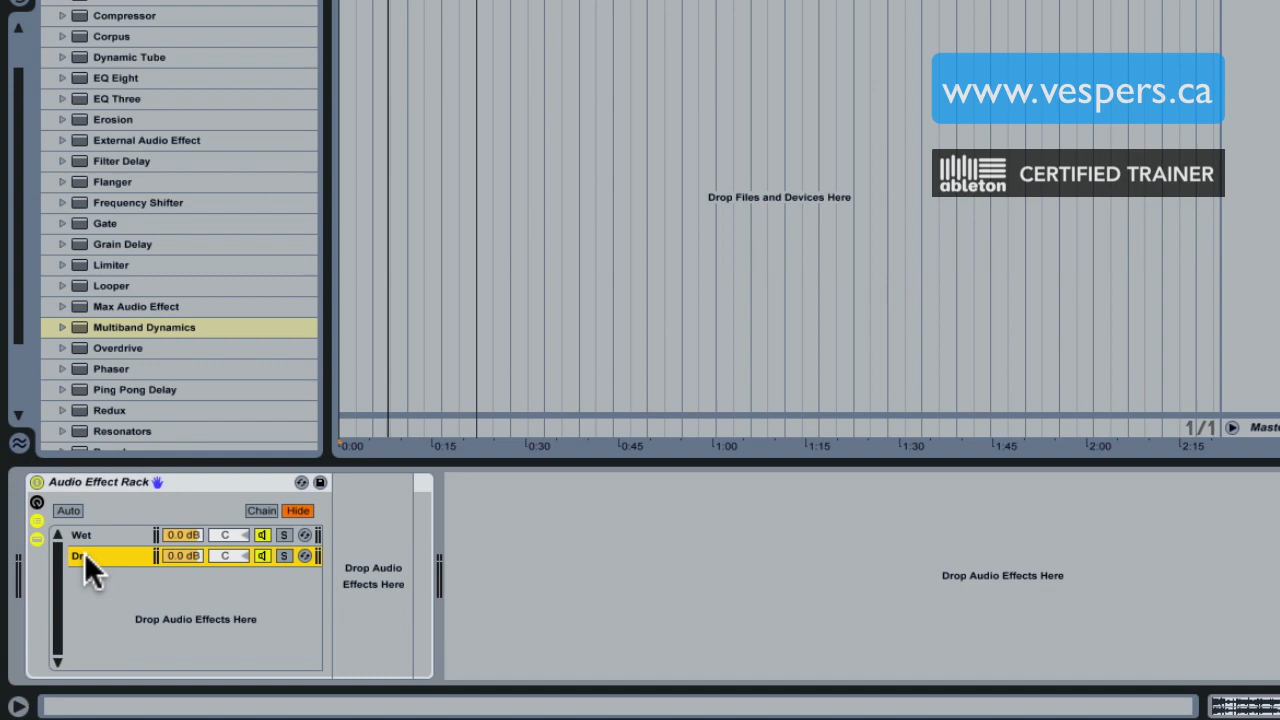 Compressor
Corpus
Dynamic Tube
EQ Eight
EQ Three
Erosion
External Audio Effect
Filter Delay
Flanger
Frequency Shifter
Gate
Grain Delay
Limiter
Looper
Max Audio Effect
Multiband Dynamics
Overdrive
Phaser
Ping Pong Delay
Redux
Resonators
www.vespers.ca
ableton CERTIFIED TRAINER
Drop Files and Devices Here
1/1 Maste
0:00 0:15 0:30 0:45 1:00 1:15 1:30 1:45 2:00 2:15
Audio Effect Rack
Auto Chain Hide
Wet 0.0 dB C S
Dr 0.0 dB C S
Drop Audio Effects Here
Drop Audio
Effects Here
Drop Audio Effects Here